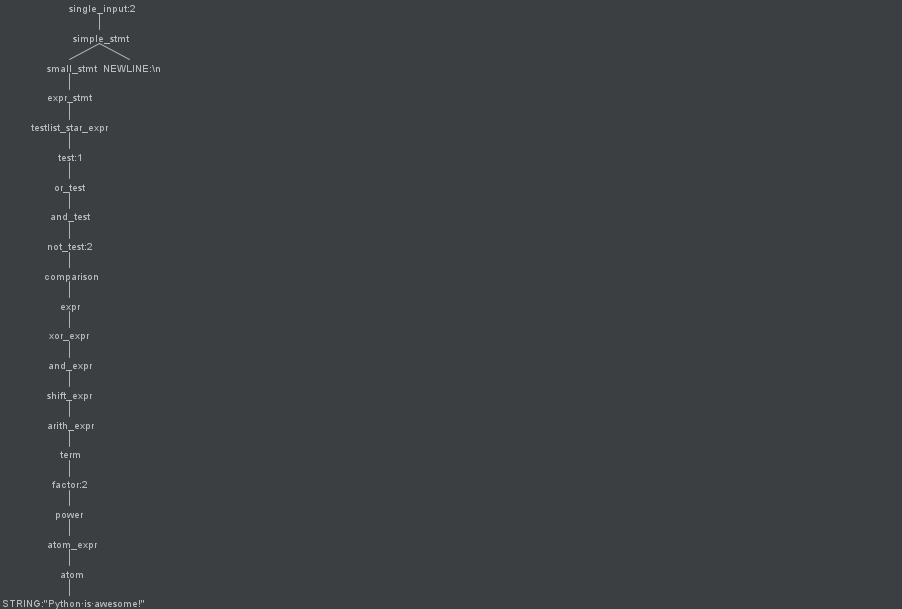 single_input:2
simple_stmt
small_stmt NEWLINE:\n
expr_stmt
testlist_star_expr
test:1
or_test
and_test
not_test:2
comparison
expr
xor_expr
and_expr
shift_expr
arith_expr
term
factor:2
power
atom_expr
atom
STRING:"Python·is·awesome!"